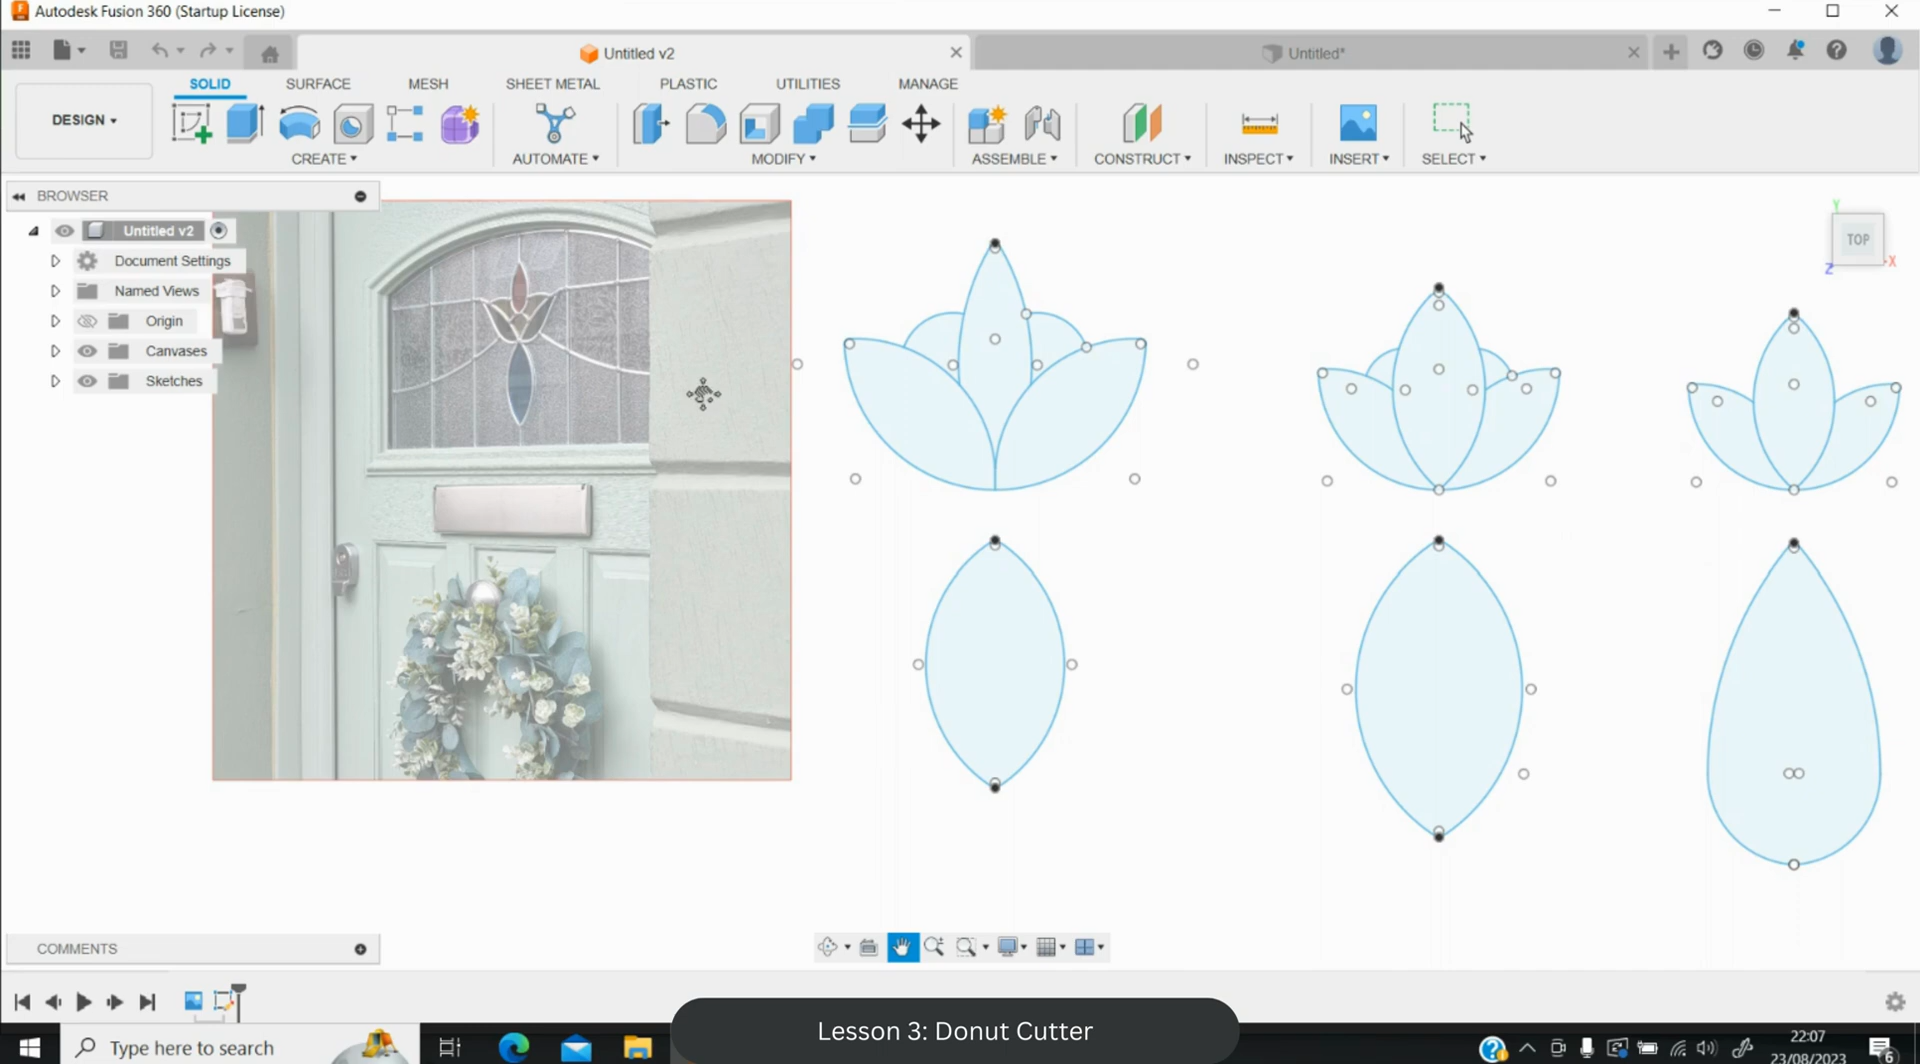 Autodesk Fusion 360 (Startup License)
Untitled v2
Untitled*
SOLID SURFACE MESH SHEET METAL PLASTIC UTILITIES MANAGE
DESIGN
CREATE AUTOMATE MODIFY ASSEMBLE CONSTRUCT INSPECT INSERT SELECT
BROWSER
Untitled v2
Document Settings
Named Views
Origin
Canvases
Sketches
Y
TOP
X
Z
COMMENTS
Lesson 3: Donut Cutter
Type here to search
22:07
23/08/2023
6